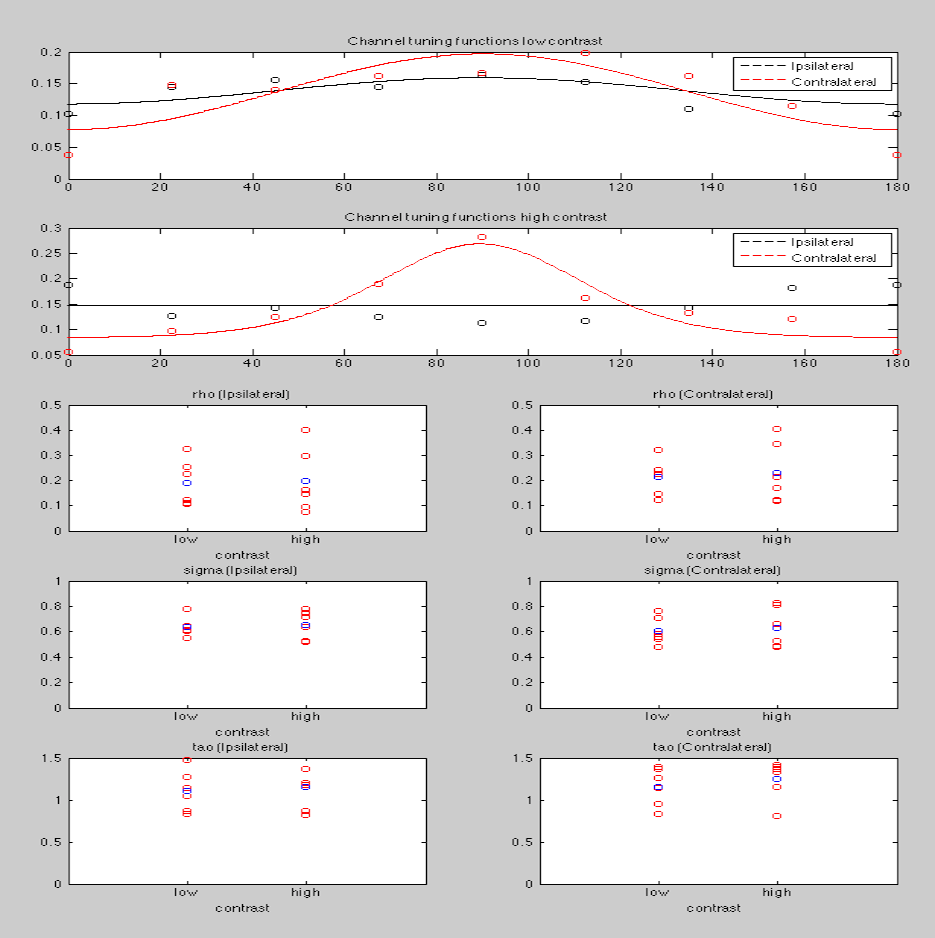 Channel tuning functions low contrast
0.2
0.15
0.1
0.05
0
0 20 40 60 80 100 120 140 160 180
Ipsilateral
Contralateral
Channel tuning functions high contrast
0.3
0.25
0.2
0.15
0.1
0.05
0 20 40 60 80 100 120 140 160 180
Ipsilateral
Contralateral
rho (Ipsilateral)
0.5
0.4
0.3
0.2
0.1
0
low high
contrast
rho (Contralateral)
0.5
0.4
0.3
0.2
0.1
0
low high
contrast
sigma (Ipsilateral)
1
0.8
0.6
0.4
0.2
0
low high
contrast
sigma (Contralateral)
1
0.8
0.6
0.4
0.2
0
low high
contrast
tao (Ipsilateral)
1.5
1
0.5
0
low high
contrast
tao (Contralateral)
1.5
1
0.5
0
low high
contrast